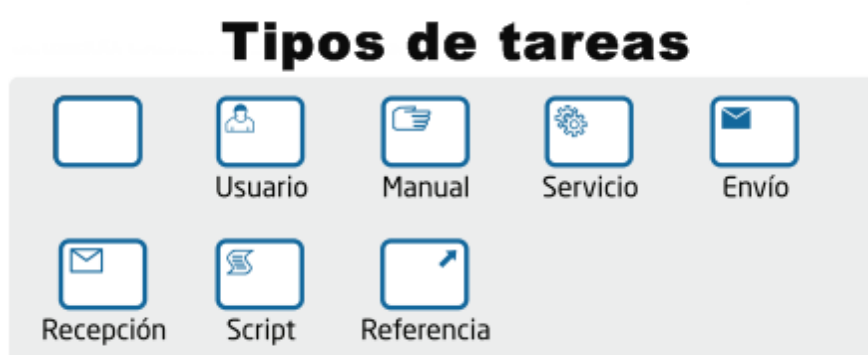 Tipos de tareas
Usuario Manual Servicio Envío
Recepción Script Referencia